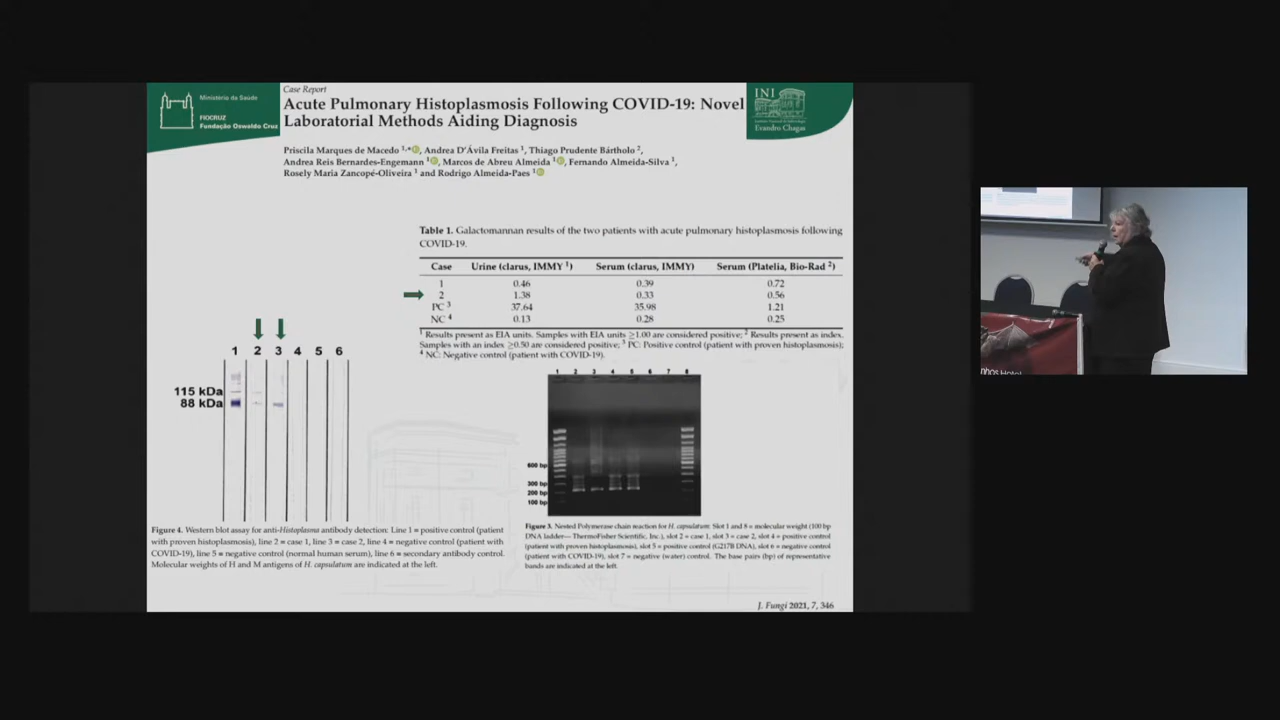 Ministério da Saúde
FIOCRUZ
Fundação Oswaldo Cruz
Case Report
Acute Pulmonary Histoplasmosis Following COVID-19: Novel
Laboratorial Methods Aiding Diagnosis
INI
Evandro Chagas
Priscila Marques de Macedo 1,*, Andrea D'Ávila Freitas 1, Thiago Prudente Bártholo 2,
Andrea Reis Bernardes-Engemann 1, Marcos de Abreu Almeida 1, Fernando Almeida-Silva 1,
Rosely Maria Zancopé-Oliveira 1 and Rodrigo Almeida-Paes 1
Table 1. Galactomannan results of the two patients with acute pulmonary histoplasmosis following
COVID-19.
Case Urine (clarus, IMMY 1) Serum (clarus, IMMY) Serum (Platelia, Bio-Rad 2)
1 0.46 0.39 0.72
2 1.38 0.33 0.56
PC 3 37.64 35.98 1.21
NC 4 0.13 0.28 0.25
1 Results present as EIA units. Samples with EIA units ≥1.00 are considered positive; 2 Results present as index.
Samples with an index ≥0.50 are considered positive; 3 PC: Positive control (patient with proven histoplasmosis);
4 NC: Negative control (patient with COVID-19).
1 2 3 4 5 6
115 kDa
88 kDa
Figure 4. Western blot assay for anti-Histoplasma antibody detection: Line 1 = positive control (patient
with proven histoplasmosis), line 2 = case 1, line 3 = case 2, line 4 = negative control (patient with
COVID-19), line 5 = negative control (normal human serum), line 6 = secondary antibody control.
Molecular weights of H and M antigens of H. capsulatum are indicated at the left.
1 2 3 4 5 6 7 8
600 bp
300 bp
200 bp
100 bp
Figure 3. Nested Polymerase chain reaction for H. capsulatum. Slot 1 and 8 = molecular weight (100 bp
DNA ladder— ThermoFisher Scientific, Inc.), slot 2 = case 1, slot 3 = case 2, slot 4 = positive control
(patient with proven histoplasmosis), slot 5 = positive control (G217B DNA), slot 6 = negative control
(patient with COVID-19), slot 7 = negative (water) control. The base pairs (bp) of representative
bands are indicated at the left.
J. Fungi 2021, 7, 346
nhos Hotel